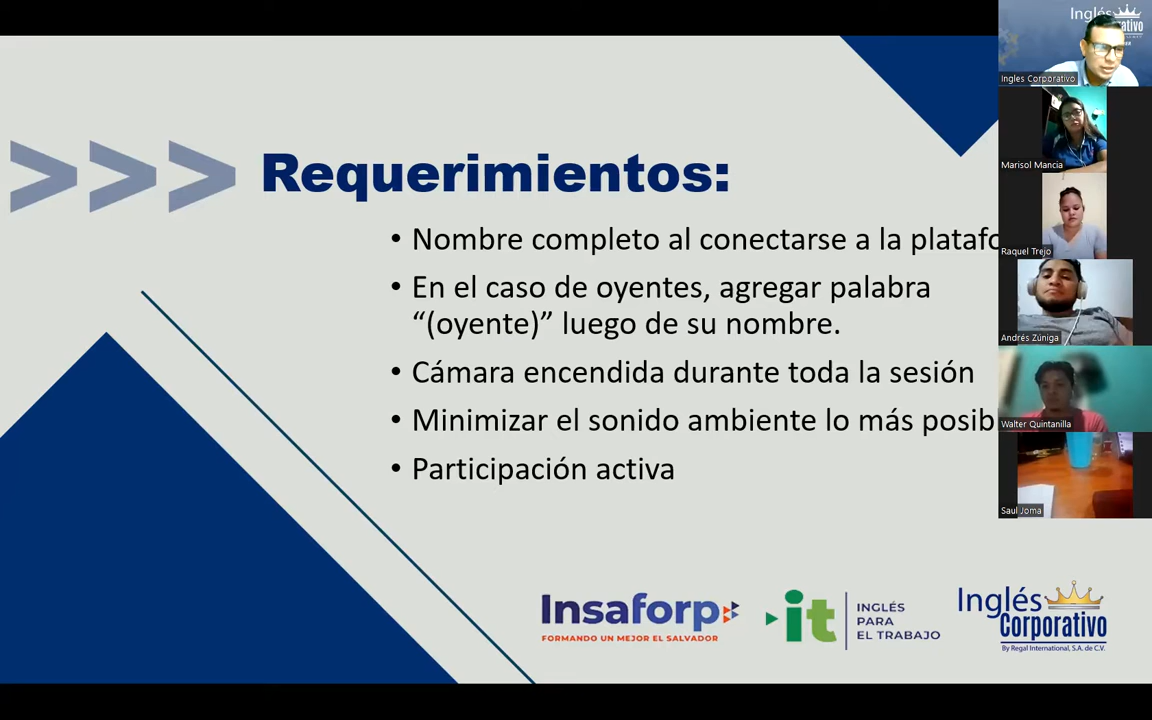 Requerimientos:
• Nombre completo al conectarse a la platafo
• En el caso de oyentes, agregar palabra
“(oyente)” luego de su nombre.
• Cámara encendida durante toda la sesión
• Minimizar el sonido ambiente lo más posib
• Participación activa
Insaforp
FORMANDO UN MEJOR EL SALVADOR
it
INGLÉS
PARA
EL TRABAJO
Inglés
Corporativo
By Regal International, S.A. de C.V.
Inglés
Ingles Corporativo
Marisol Mancia
Raquel Trejo
Andrés Zúniga
Walter Quintanilla
Saul Joma